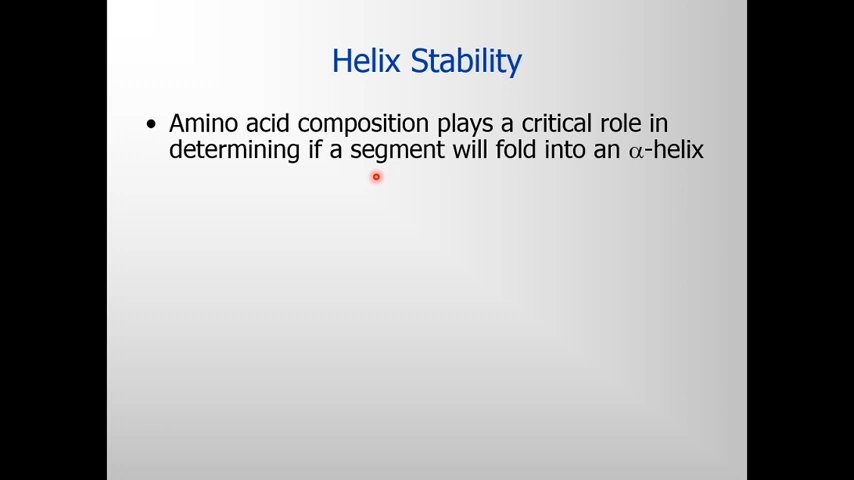 Helix Stability
• Amino acid composition plays a critical role in
determining if a segment will fold into an α-helix